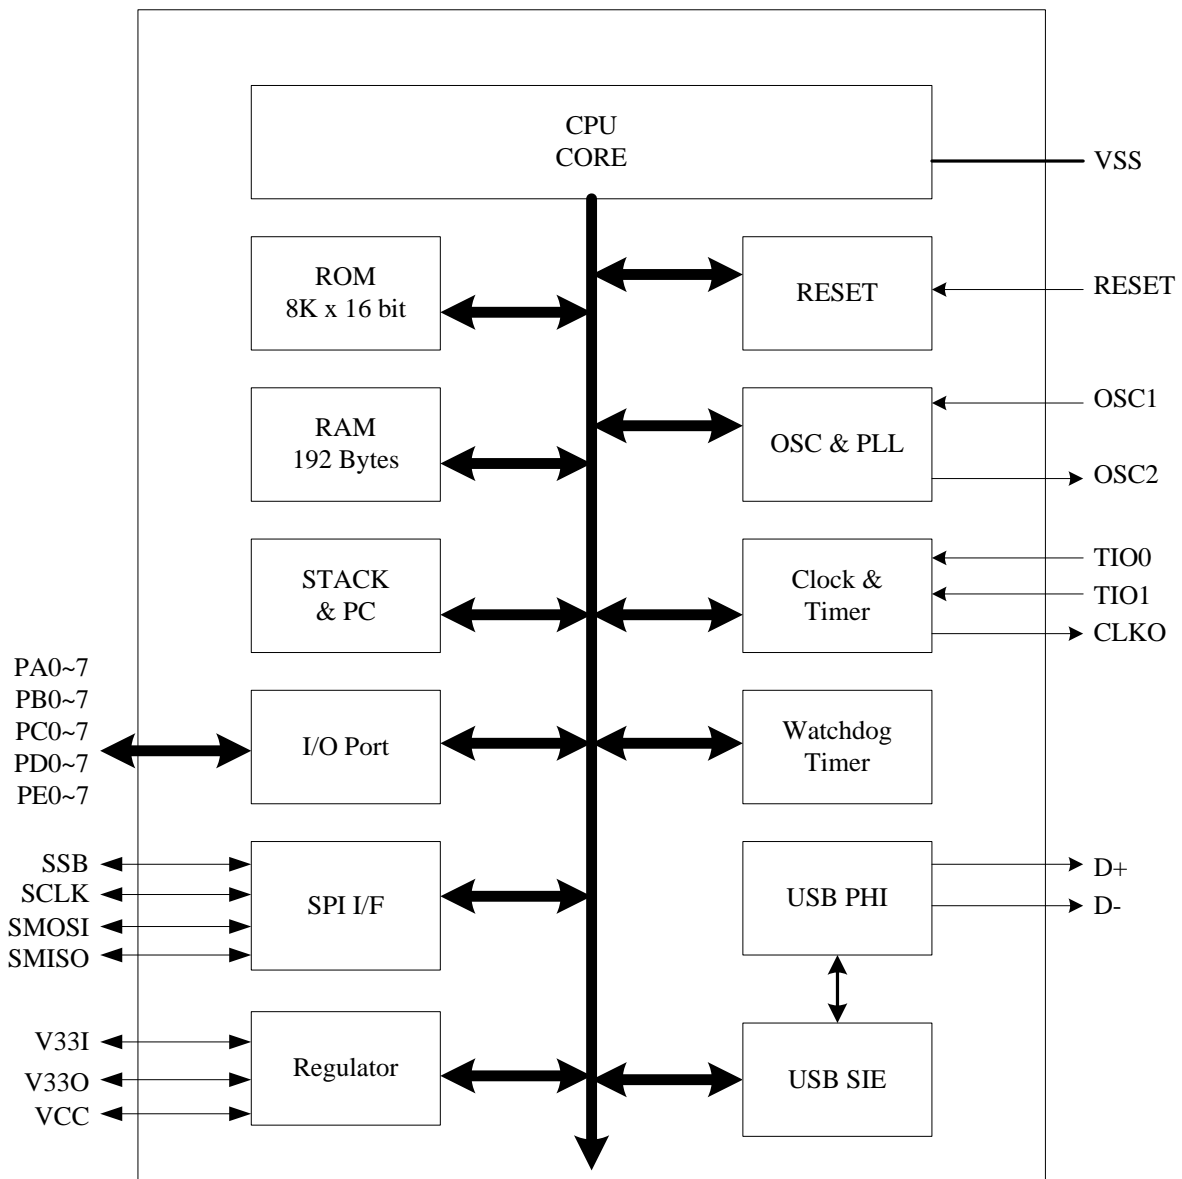 CPU
CORE
VSS
ROM
8K x 16 bit
RESET
RESET
RAM
192 Bytes
OSC & PLL
OSC1
OSC2
STACK
& PC
Clock &
Timer
TIO0
TIO1
CLKO
PA0~7
PB0~7
PC0~7
PD0~7
PE0~7
I/O Port
Watchdog
Timer
SSB
SCLK
SMOSI
SMISO
SPI I/F
USB PHI
D+
D-
V33I
V33O
VCC
Regulator
USB SIE